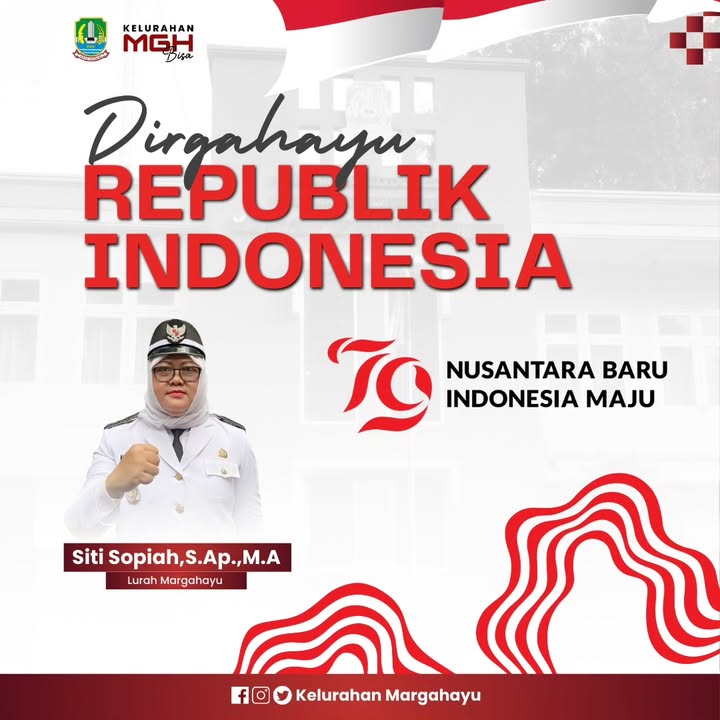 KELURAHAN
MGH
Bisa
Dirgahayu
REPUBLIK
INDONESIA
79
NUSANTARA BARU
INDONESIA MAJU
Siti Sopiah,S.Ap.,M.A
Lurah Margahayu
Kelurahan Margahayu